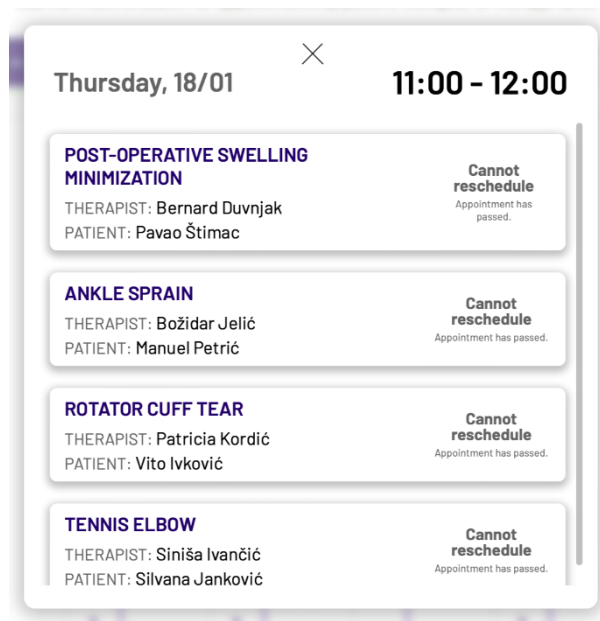 Thursday, 18/01
11:00 - 12:00
POST-OPERATIVE SWELLING
MINIMIZATION
THERAPIST: Bernard Duvnjak
PATIENT: Pavao Štimac
Cannot
reschedule
Appointment has
passed.
ANKLE SPRAIN
THERAPIST: Božidar Jelić
PATIENT: Manuel Petrić
Cannot
reschedule
Appointment has passed.
ROTATOR CUFF TEAR
THERAPIST: Patricia Kordić
PATIENT: Vito Ivković
Cannot
reschedule
Appointment has passed.
TENNIS ELBOW
THERAPIST: Siniša Ivančić
PATIENT: Silvana Janković
Cannot
reschedule
Appointment has passed.